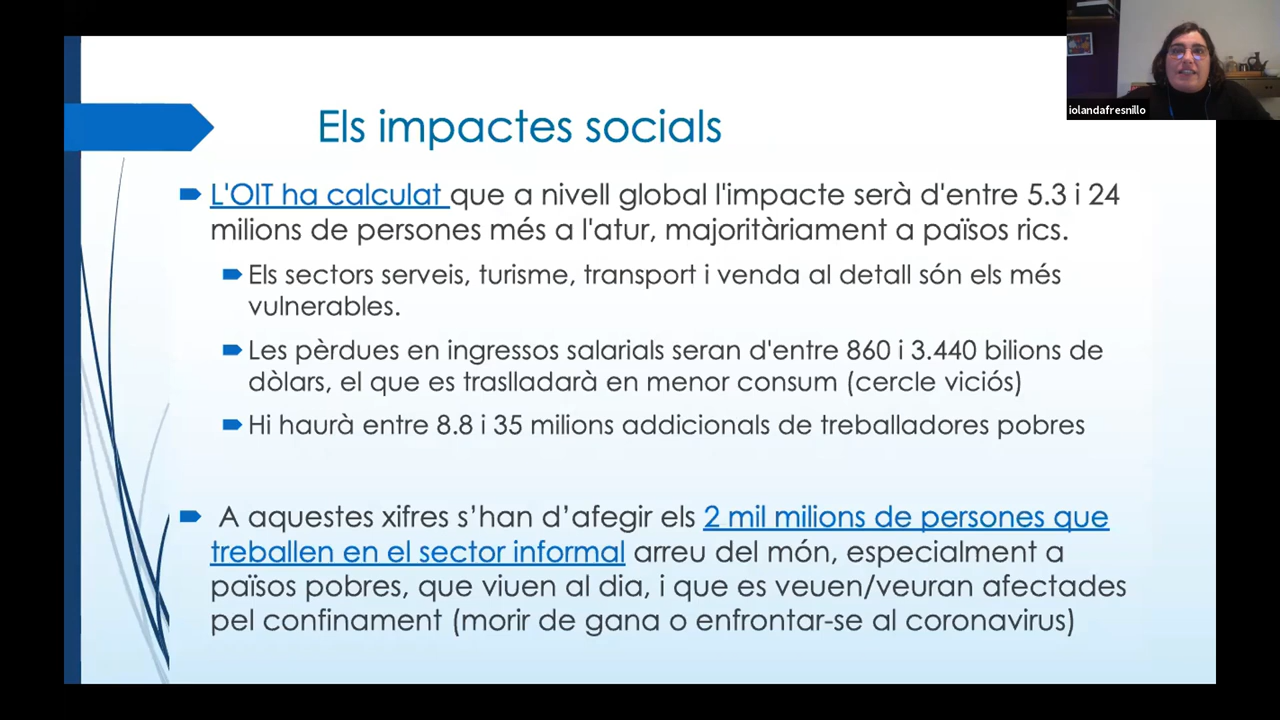 iolandafresnillo
Els impactes socials
L'OIT ha calculat que a nivell global l'impacte serà d'entre 5.3 i 24
milions de persones més a l'atur, majoritàriament a països rics.
Els sectors serveis, turisme, transport i venda al detall són els més
vulnerables.
Les pèrdues en ingressos salarials seran d'entre 860 i 3.440 bilions de
dòlars, el que es traslladarà en menor consum (cercle viciós)
Hi haurà entre 8.8 i 35 milions addicionals de treballadores pobres
A aquestes xifres s’han d’afegir els 2 mil milions de persones que
treballen en el sector informal arreu del món, especialment a
països pobres, que viuen al dia, i que es veuen/veuran afectades
pel confinament (morir de gana o enfrontar-se al coronavirus)